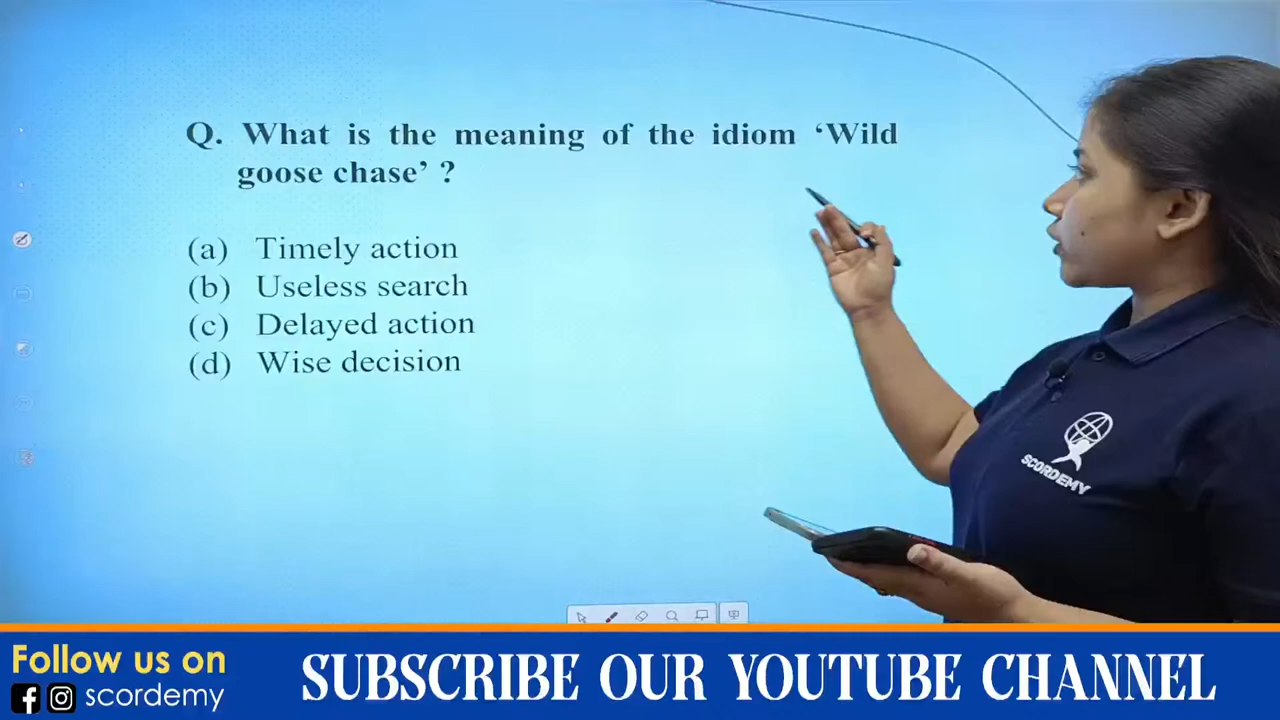 Q. What is the meaning of the idiom ‘Wild
goose chase’ ?
(a) Timely action
(b) Useless search
(c) Delayed action
(d) Wise decision
SCORDEMY
Follow us on
scordemy
SUBSCRIBE OUR YOUTUBE CHANNEL